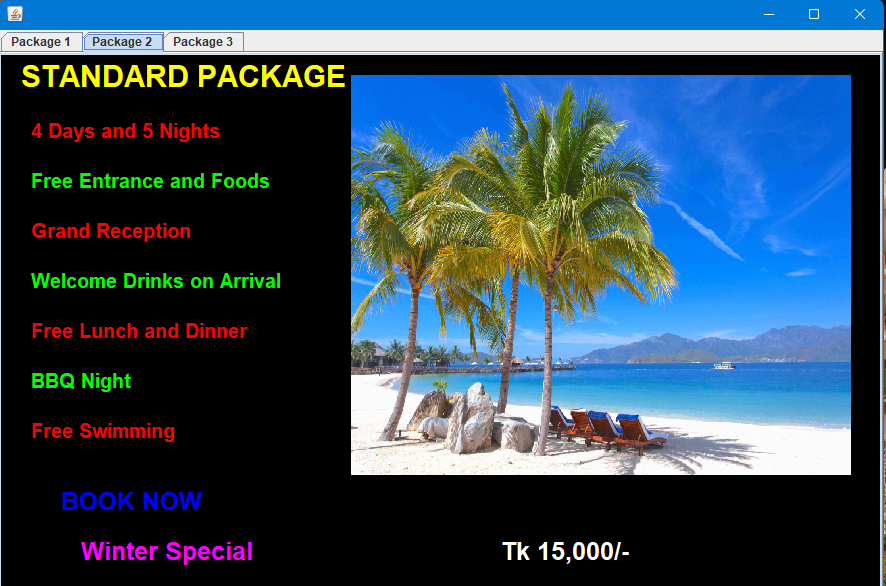 Package 1
Package 2
Package 3
STANDARD PACKAGE
4 Days and 5 Nights
Free Entrance and Foods
Grand Reception
Welcome Drinks on Arrival
Free Lunch and Dinner
BBQ Night
Free Swimming
BOOK NOW
Winter Special
Tk 15,000/-